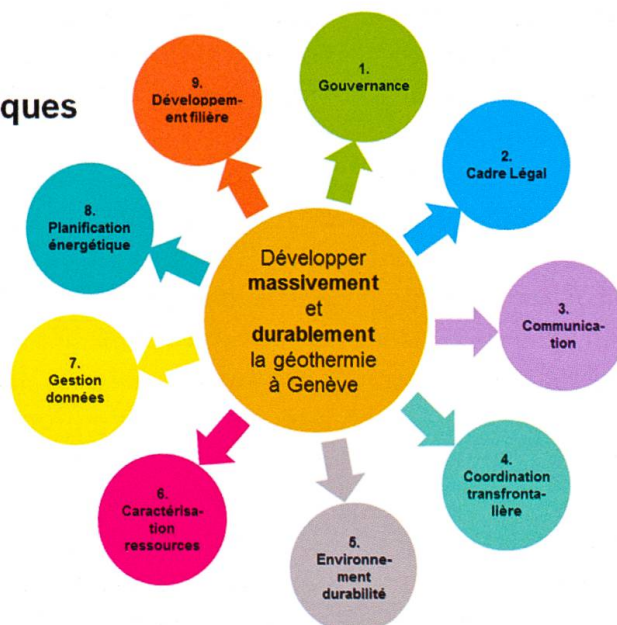 ques
1.
Gouvernance
2.
Cadre Légal
3.
Communica-
tion
4.
Coordination
transfronta-
lière
5.
Environne-
ment
durabilité
6.
Caractérisa-
tion
ressources
7.
Gestion
données
8.
Planification
énergétique
9.
Développem-
ent filière
Développer
massivement
et
durablement
la géothermie
à Genève